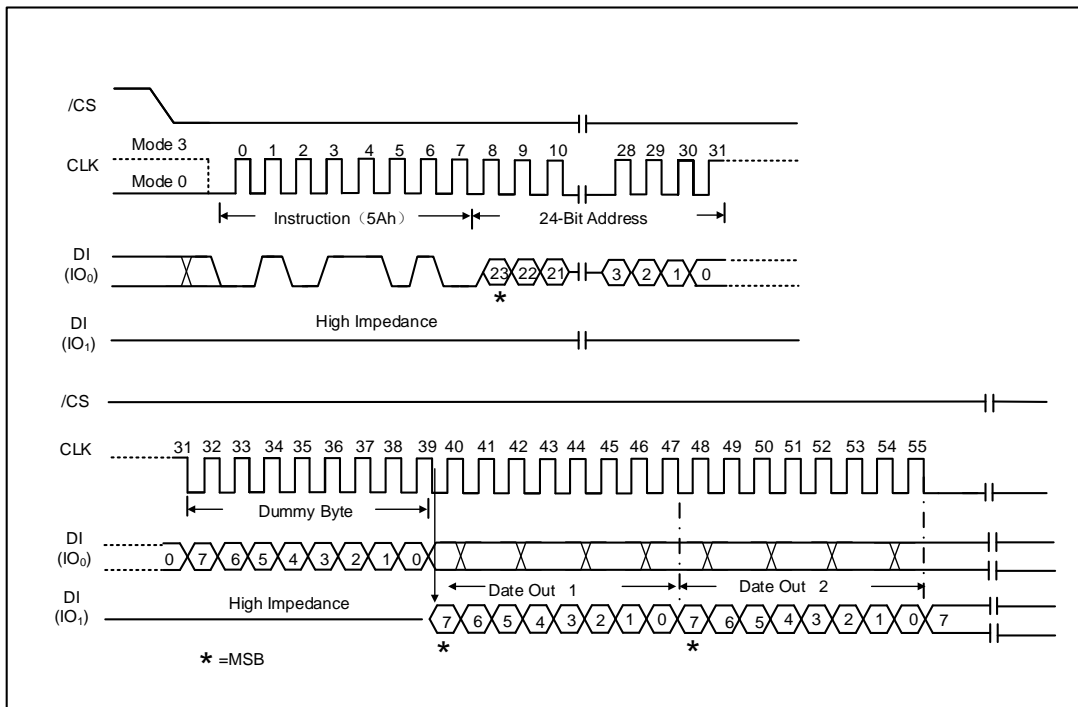 /CS
Mode 3
CLK
0 1 2 3 4 5 6 7 8 9 10 28 29 30 31
Mode 0
Instruction（5Ah） 24-Bit Address
DI
(IO0)
23 22 21 3 2 1 0
*
High Impedance
DI
(IO1)
/CS
CLK
31 32 33 34 35 36 37 38 39 40 41 42 43 44 45 46 47 48 49 50 51 52 53 54 55
Dummy Byte
DI
(IO0)
0 7 6 5 4 3 2 1 0
Date Out 1 Date Out 2
DI
(IO1)
High Impedance
7 6 5 4 3 2 1 0 7 6 5 4 3 2 1 0 7
* *
* =MSB